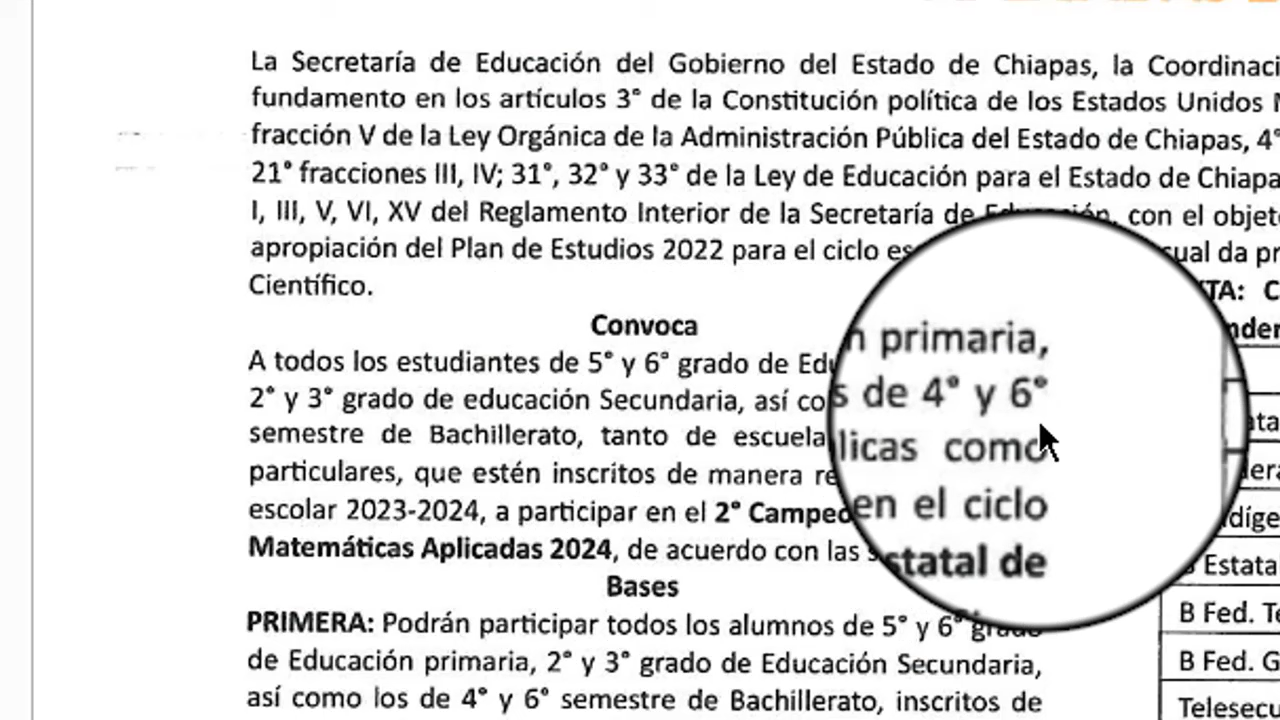 La Secretaría de Educación del Gobierno del Estado de Chiapas, la
fundamento en los artículos 3° de la Constitución política de los Estados Unidos
fracción V de la Ley Orgánica de la Administración Pública del Estado de Chiapas, 4°
21° fracciones III, IV; 31°, 32° y 33° de la Ley de Educación para el Estado de
I, III, V, VI, XV del Reglamento Interior de la Secretaría de con el
apropiación del Plan de Estudios 2022 para el ciclo da
Científico.
Convoca
A todos los estudiantes de 5° y 6° grado de primaria,
2° y 3° grado de educación Secundaria, así de 4° y 6°
semestre de Bachillerato, tanto de como
particulares, que estén inscritos de manera en el ciclo
escolar 2023-2024, a participar en el 2° de
Matemáticas Aplicadas 2024, de acuerdo con las
Bases
PRIMERA: Podrán participar todos los alumnos de 5° y 6° grado
de Educación primaria, 2° y 3° grado de Educación Secundaria,
así como los de 4° y 6° semestre de Bachillerato, inscritos de
B Fed.
B Fed.